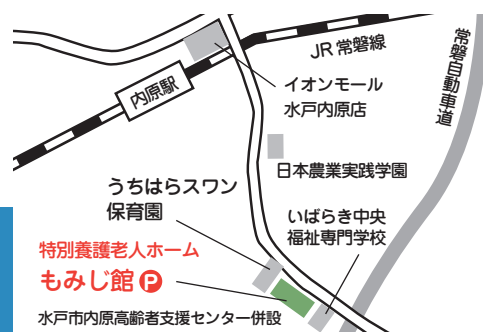 JR常磐線
常磐自動車道
内原駅
イオンモール
水戸内原店
日本農業実践学園
うちはらスワン
保育園
いばらき中央
福祉専門学校
特別養護老人ホーム
もみじ館 P
水戸市内原高齢者支援センター併設